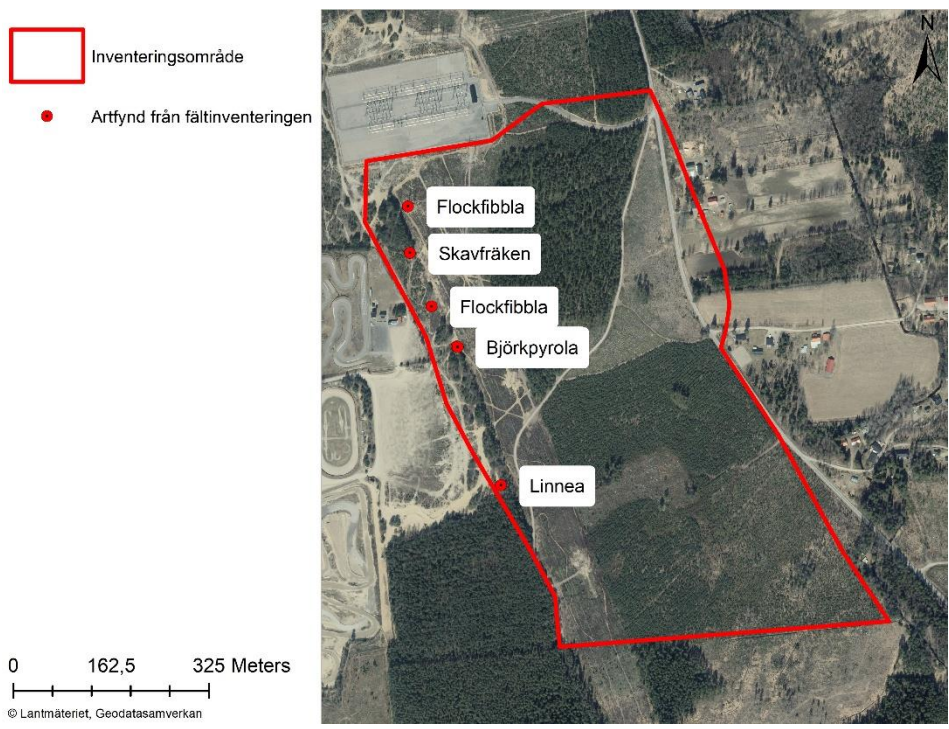 Inventeringsområde
Artfynd från fältinventeringen
N
Flockfibbla
Skavfräken
Flockfibbla
Björkpyrola
Linnea
0 162,5 325 Meters
© Lantmäteriet, Geodatasamverkan